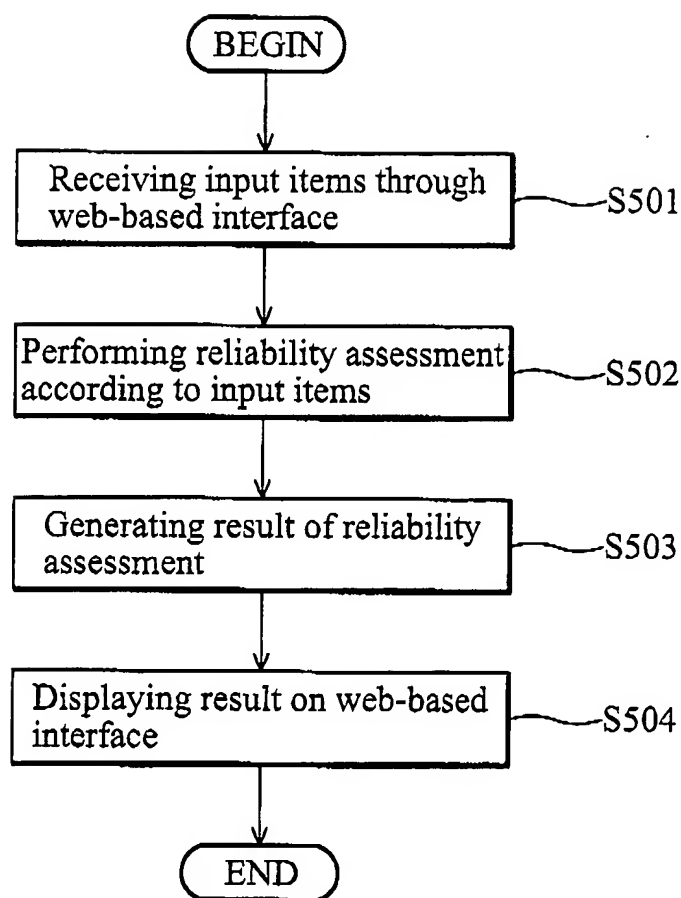 BEGIN
Receiving input items through
web-based interface
S501
Performing reliability assessment
according to input items
S502
Generating result of reliability
assessment
S503
Displaying result on web-based
interface
S504
END